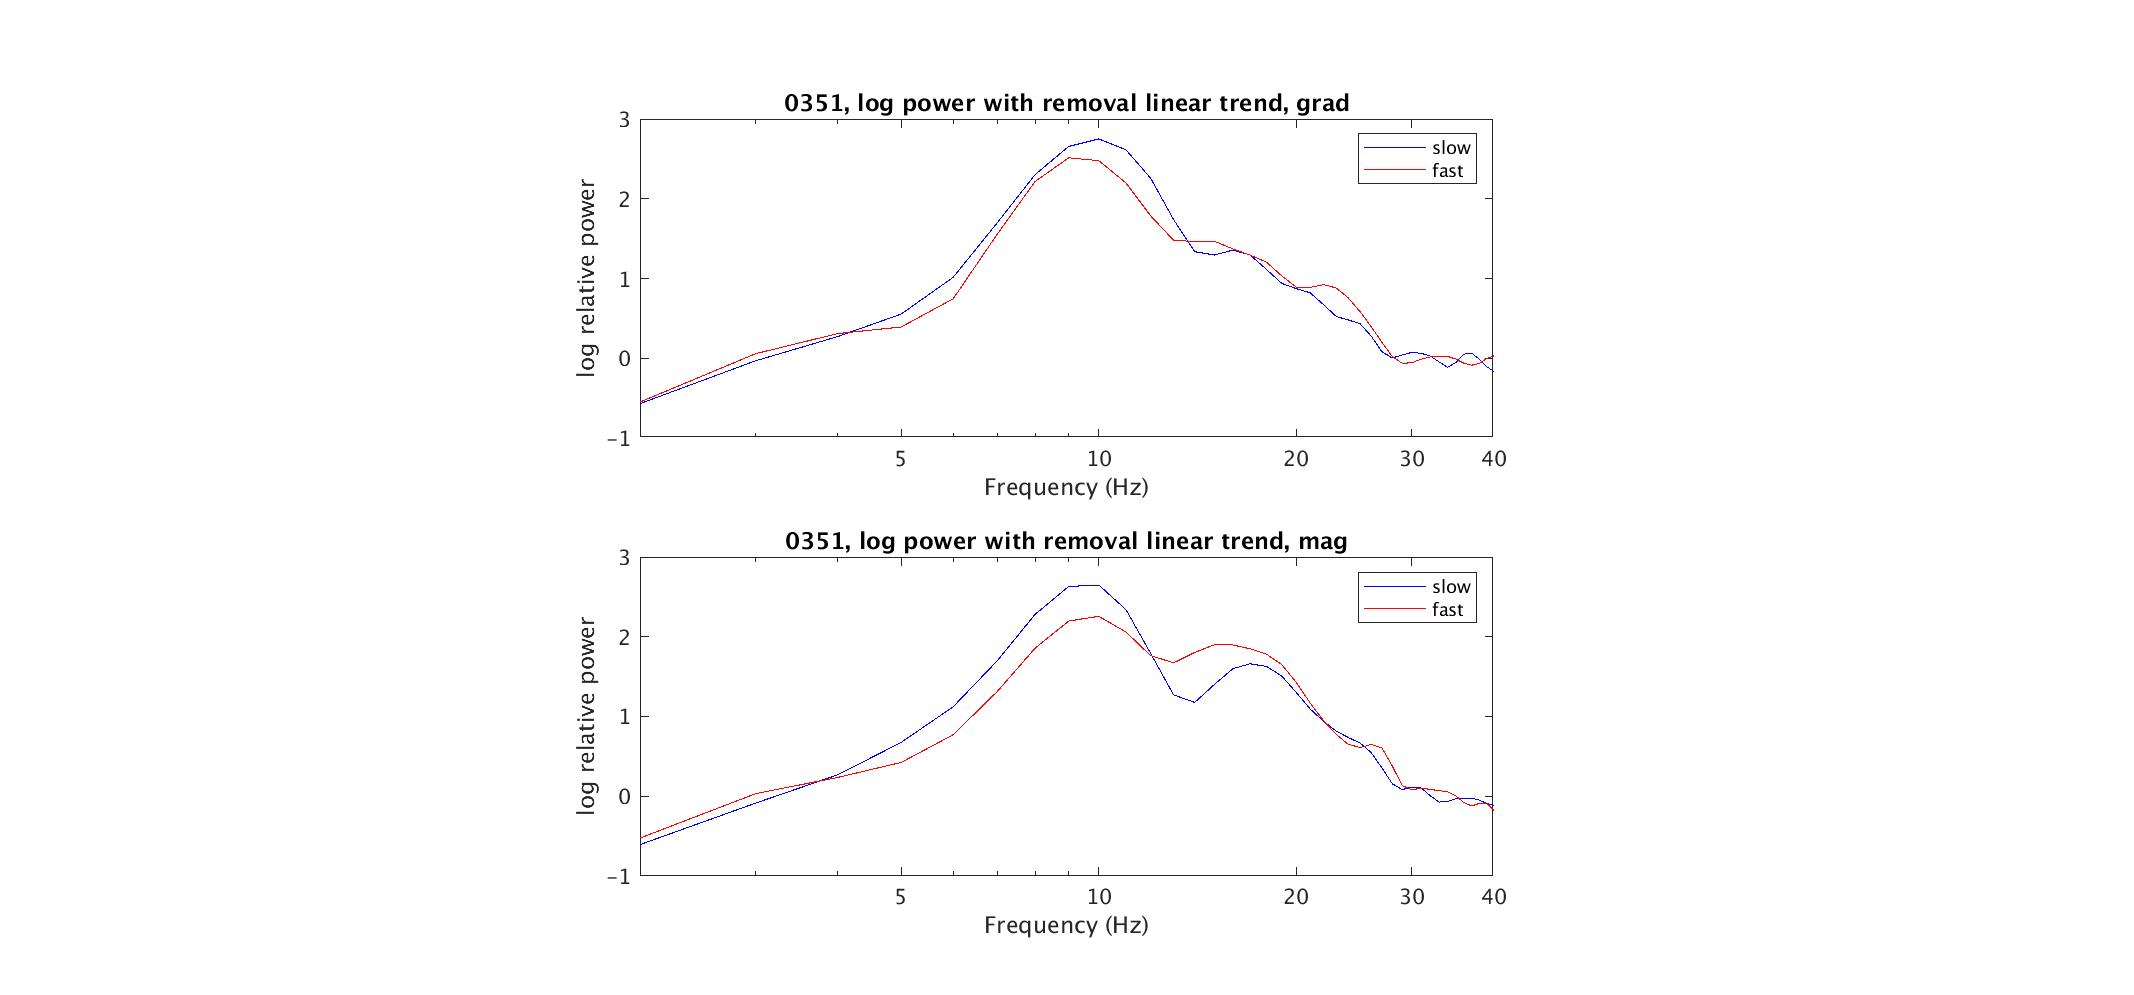 0351, log power with removal linear trend, grad
3
2
1
0
-1
log relative power
slow
fast
5 10 20 30 40
Frequency (Hz)
0351, log power with removal linear trend, mag
3
2
1
0
-1
log relative power
slow
fast
5 10 20 30 40
Frequency (Hz)